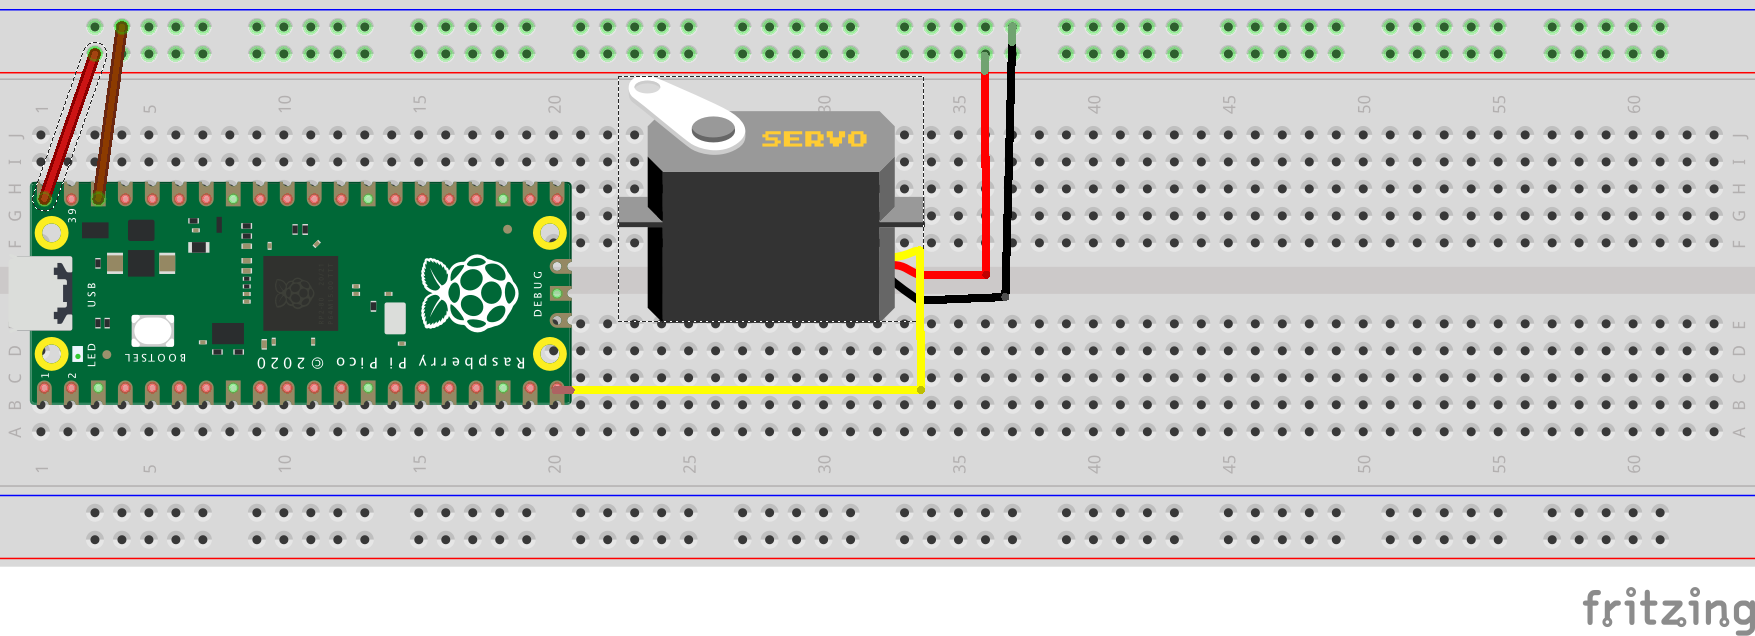 1 5 10 15 20 30 35 40 45 50 55 60
J J
I I
H H
G G
F F
SERVO
39
USB
DEBUG
LED
BOOTSEL
Raspberry Pi Pico © 2020
1 2
E
D D
C C
B B
A A
1 5 10 15 20 25 30 35 40 45 50 55 60
fritzing